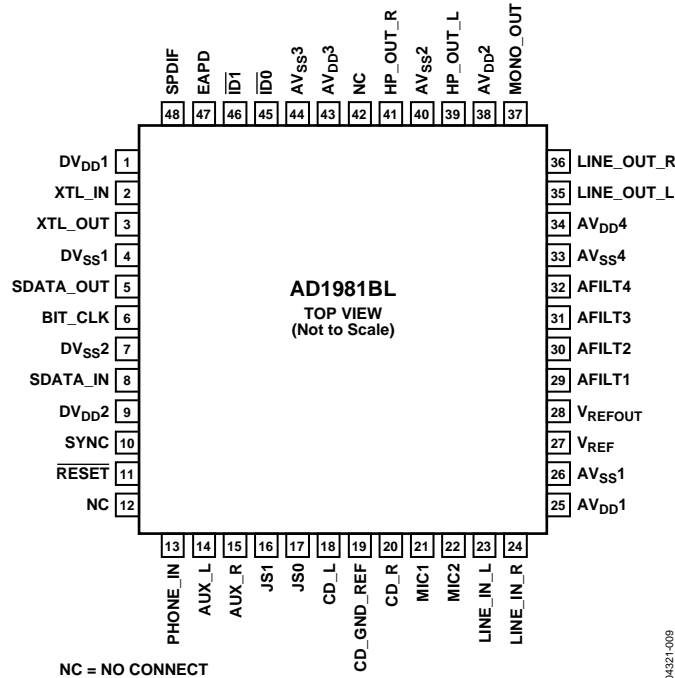 SPDIF
EAPD
ID1
ID0
AVSS3
AVDD3
NC
HP_OUT_R
AVSS2
HP_OUT_L
AVDD2
MONO_OUT
48 47 46 45 44 43 42 41 40 39 38 37
DVDD1 1
XTL_IN 2
XTL_OUT 3
DVSS1 4
SDATA_OUT 5
BIT_CLK 6
DVSS2 7
SDATA_IN 8
DVDD2 9
SYNC 10
RESET 11
NC 12
AD1981BL
TOP VIEW
(Not to Scale)
36 LINE_OUT_R
35 LINE_OUT_L
34 AVDD4
33 AVSS4
32 AFILT4
31 AFILT3
30 AFILT2
29 AFILT1
28 VREFOUT
27 VREF
26 AVSS1
25 AVDD1
13 14 15 16 17 18 19 20 21 22 23 24
PHONE_IN
AUX_L
AUX_R
JS1
JS0
CD_L
CD_GND_REF
CD_R
MIC1
MIC2
LINE_IN_L
LINE_IN_R
NC = NO CONNECT